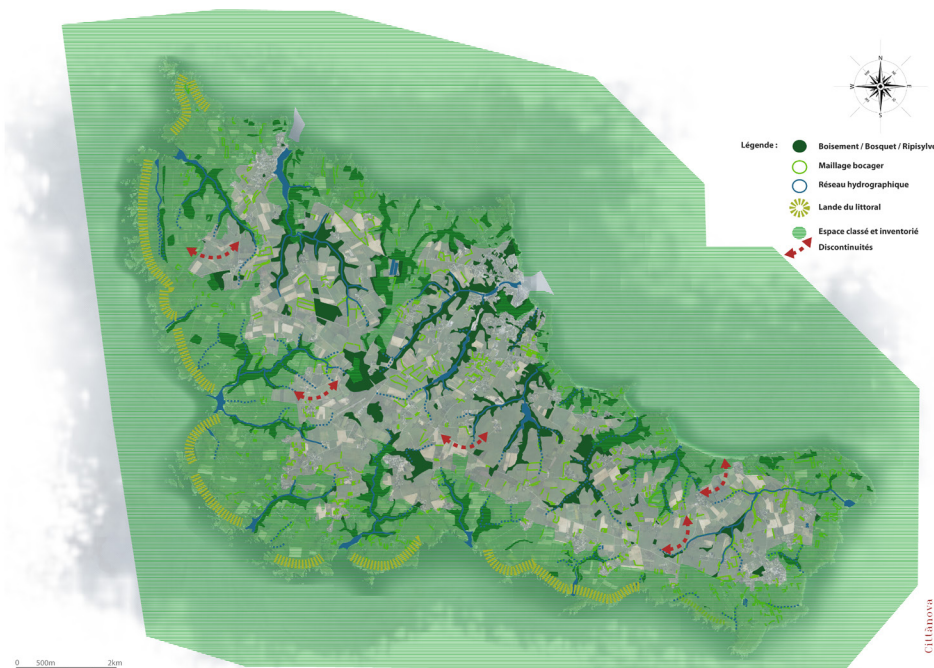 N
W
E
S
Légende :
Boisement / Bosquet / Ripisylve
Maillage bocager
Réseau hydrographique
Lande du littoral
Espace classé et inventorié
Discontinuités
Cittànova
0 500m 2km